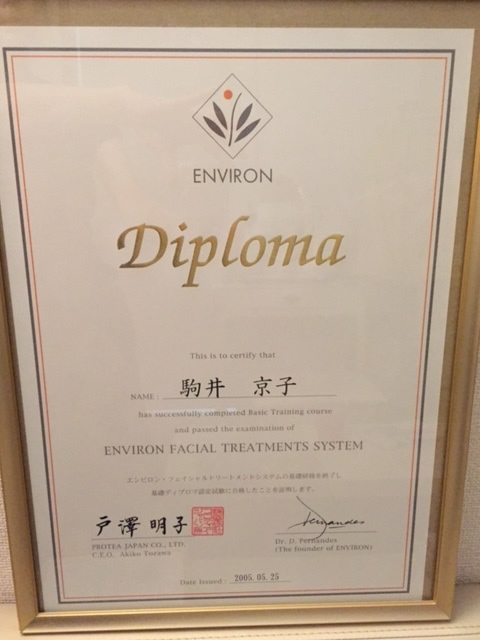 ENVIRON
Diploma
This is to certify that
NAME : 駒井 京子
has successfully completed Basic Training course
and passed the examination of
ENVIRON FACIAL TREATMENTS SYSTEM
エンビロン・フェイシャルトリートメントシステムの基礎研修を終了し
基礎ディプロマ認定試験に合格したことを証明します。
戸澤 明子
PROTEA JAPAN CO., LTD.
C.E.O. Akiko Tozawa
Fernandes
Dr. D. Fernandes
(The founder of ENVIRON)
Date Issued : 2005. 05. 25